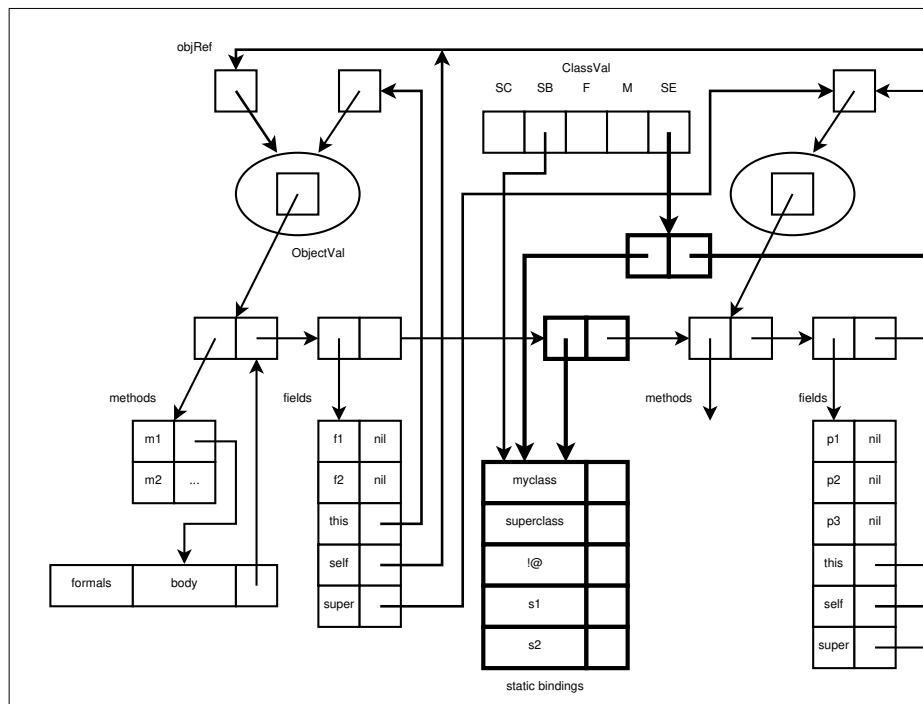 objRef
ClassVal
SC SB F M SE
ObjectVal
methods
fields
methods
fields
m1
m2 ...
formals body
f1 nil
f2 nil
this
self
super
myclass
superclass
!@
s1
s2
static bindings
p1 nil
p2 nil
p3 nil
this
self
super